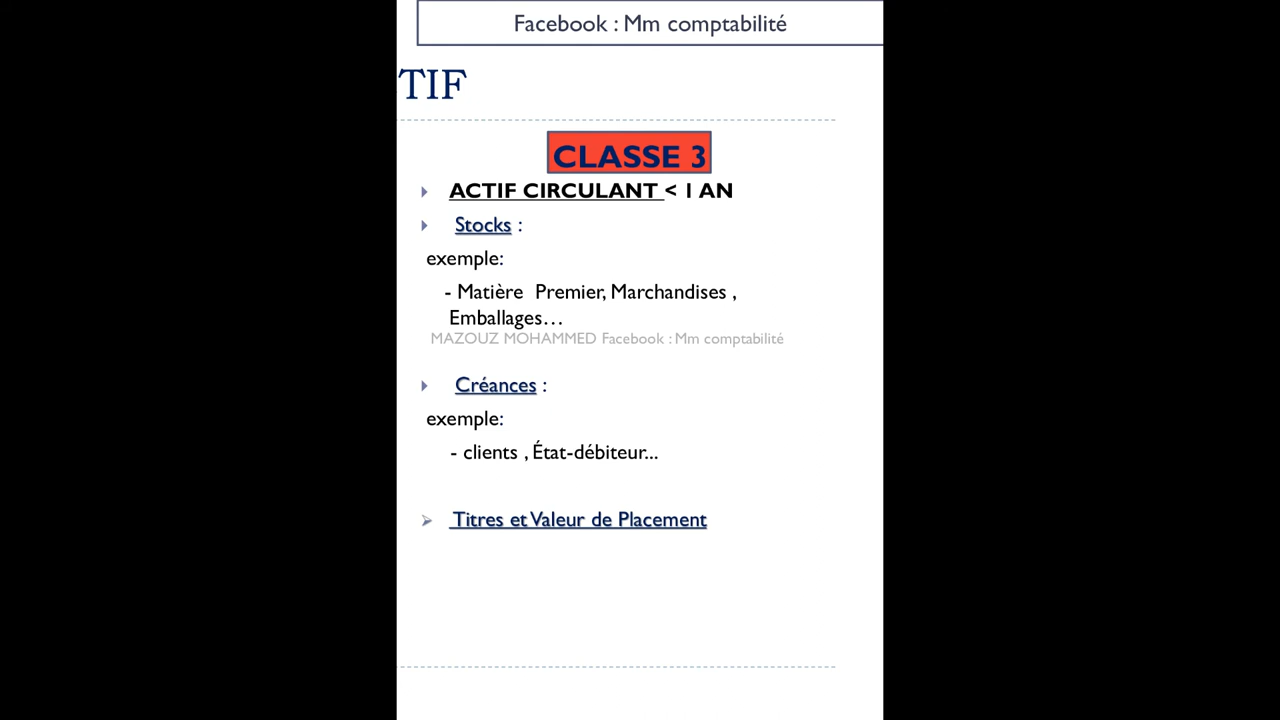 Facebook : Mm comptabilité
TIF
CLASSE 3
ACTIF CIRCULANT < 1 AN
Stocks :
exemple:
- Matière Premier, Marchandises ,
Emballages…
MAZOUZ MOHAMMED Facebook : Mm comptabilité
Créances :
exemple:
- clients , État-débiteur...
Titres et Valeur de Placement